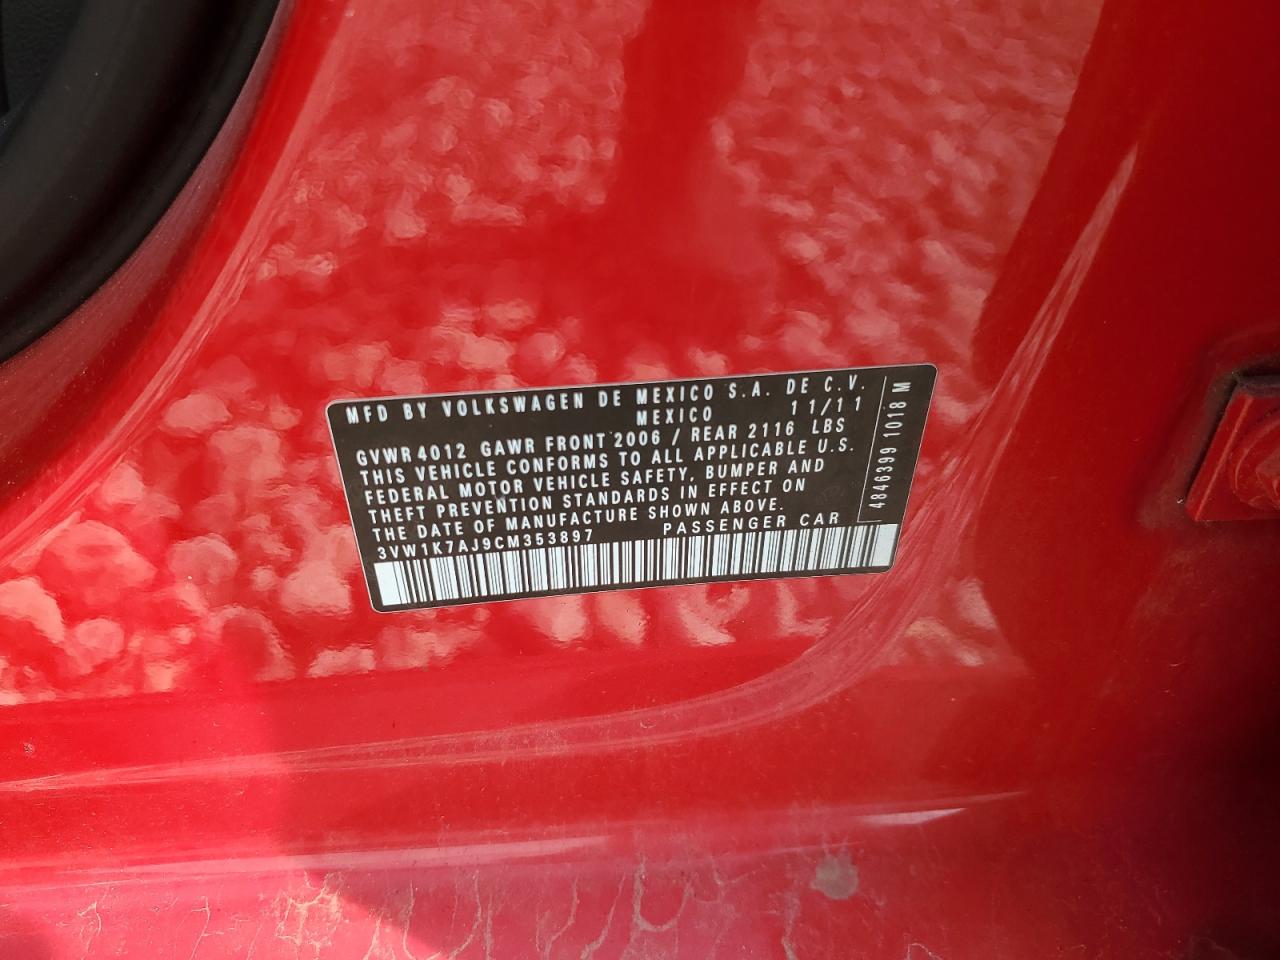 MFD BY VOLKSWAGEN DE MEXICO S.A. DE C.V.
MEXICO 11/11
GVWR 4012 GAWR FRONT 2006 / REAR 2116 LBS
THIS VEHICLE CONFORMS TO ALL APPLICABLE U.S.
FEDERAL MOTOR VEHICLE SAFETY, BUMPER AND
THEFT PREVENTION STANDARDS IN EFFECT ON
THE DATE OF MANUFACTURE SHOWN ABOVE.
3VW1K7AJ9CM353897 PASSENGER CAR
4846399 1018 M